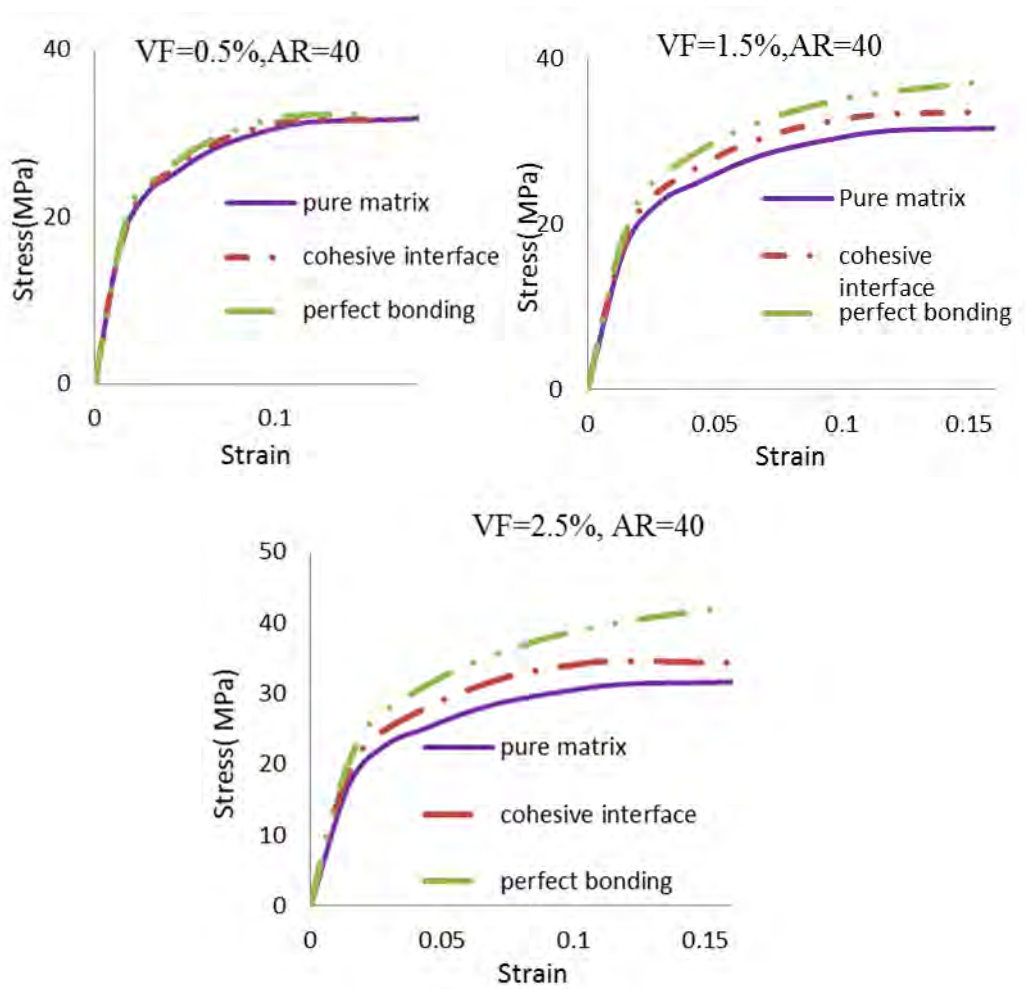 VF=0.5%,AR=40
40
20
0
Stress(MPa)
pure matrix
cohesive interface
perfect bonding
0 0.1
Strain
VF=1.5%,AR=40
40
20
0
Stress( MPa)
Pure matrix
cohesive
interface
perfect bonding
0 0.05 0.1 0.15
Strain
VF=2.5%, AR=40
50
40
30
20
10
0
Stress( MPa)
pure matrix
cohesive interface
perfect bonding
0 0.05 0.1 0.15
Strain